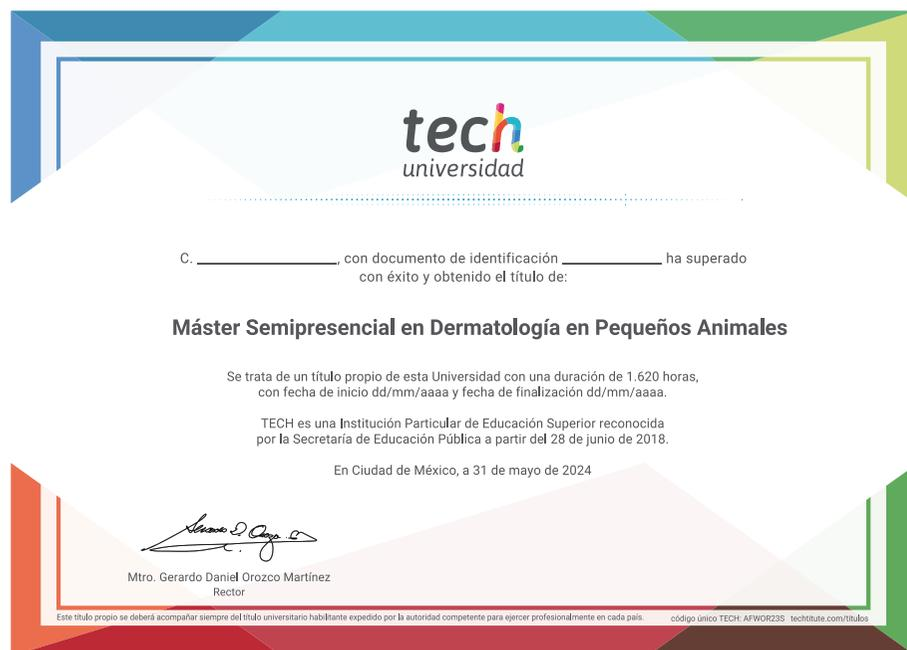 tech
universidad
C. ________________, con documento de identificación ____________ ha superado
con éxito y obtenido el título de:
Máster Semipresencial en Dermatología en Pequeños Animales
Se trata de un título propio de esta Universidad con una duración de 1.620 horas,
con fecha de inicio dd/mm/aaaa y fecha de finalización dd/mm/aaaa.
TECH es una Institución Particular de Educación Superior reconocida
por la Secretaría de Educación Pública a partir del 28 de junio de 2018.
En Ciudad de México, a 31 de mayo de 2024
Mtro. Gerardo Daniel Orozco Martínez
Rector
Este título propio se deberá acompañar siempre del título universitario habilitante expedido por la autoridad competente para ejercer profesionalmente en cada país. código único TECH: AFWOR23S techtitute.com/titulos